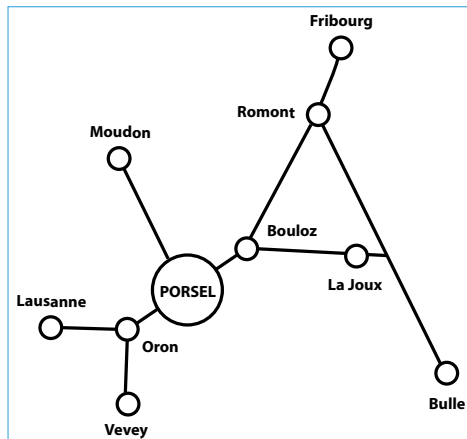 Fribourg
Romont
Moudon
Bouloz
La Joux
PORSEL
Lausanne
Oron
Bulle
Vevey